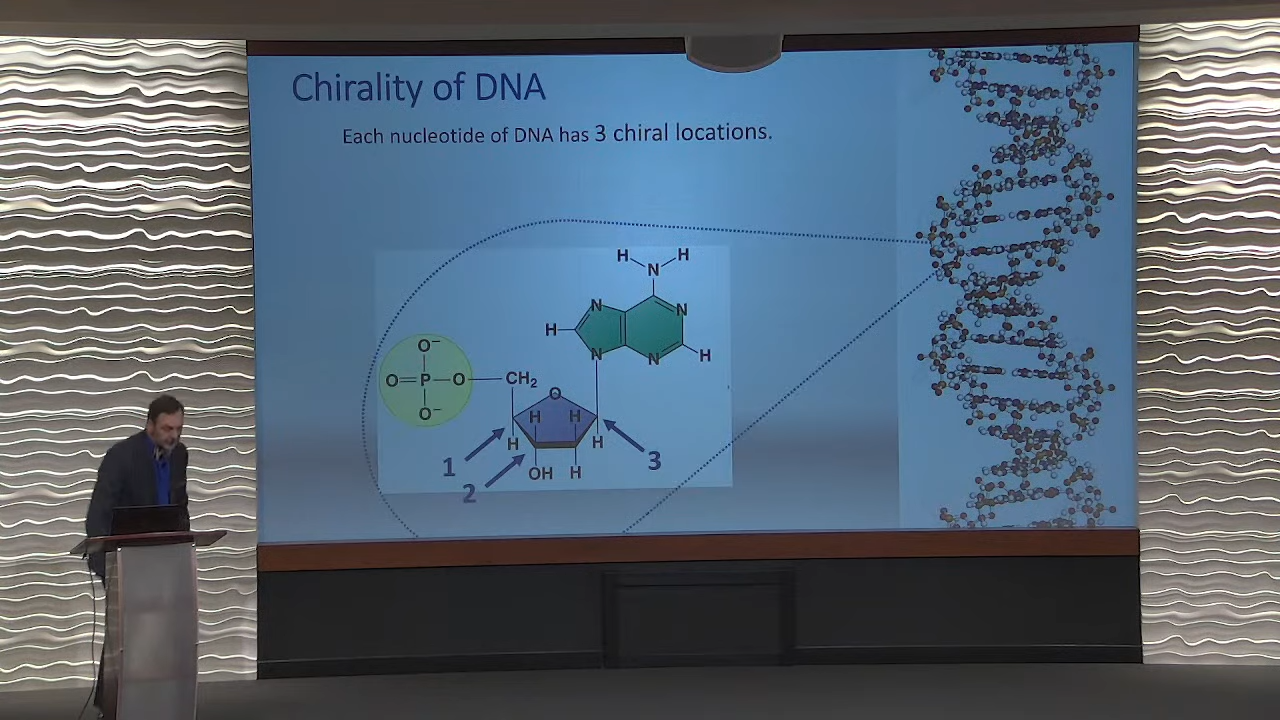 Chirality of DNA
Each nucleotide of DNA has 3 chiral locations.
H H
N
N N
H
N N H
O⁻
O=P—O—CH₂
O⁻
O
H H
H H
1 3
2
OH H